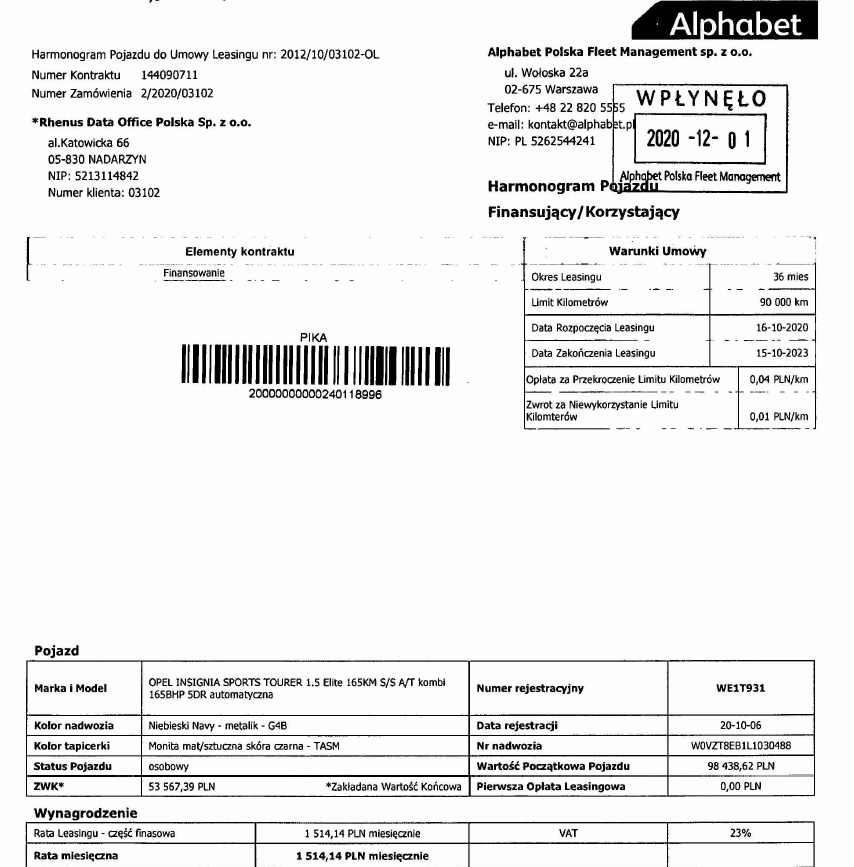 Alphabet
Harmonogram Pojazdu do Umowy Leasingu nr: 2012/10/03102-OL
Numer Kontraktu 144090711
Numer Zamówienia 2/2020/03102
*Rhenus Data Office Polska Sp. z o.o.
al.Katowicka 66
05-830 NADARZYN
NIP: 5213114842
Numer klienta: 03102
Alphabet Polska Fleet Management sp. z o.o.
ul. Wołoska 22a
02-675 Warszawa
Telefon: +48 22 820 5555
e-mail: kontakt@alphabet.pl
NIP: PL 5262544241
WPŁYNĘŁO
2020 -12- 01
Alphabet Polska Fleet Management
Harmonogram Pojazdu
Finansujący/Korzystający
Elementy kontraktu
Finansowanie
Warunki Umowy
Okres Leasingu 36 mies
Limit Kilometrów 90 000 km
Data Rozpoczęcia Leasingu 16-10-2020
Data Zakończenia Leasingu 15-10-2023
Opłata za Przekroczenie Limitu Kilometrów 0,04 PLN/km
Zwrot za Niewykorzystanie Limitu
Kilomterów 0,01 PLN/km
PIKA
20000000000240118996
Pojazd
Marka i Model OPEL INSIGNIA SPORTS TOURER 1.5 Elite 165KM S/S A/T kombi
165BHP 5DR automatyczna Numer rejestracyjny WE1T931
Kolor nadwozia Niebieski Navy - metalik - G4B Data rejestracji 20-10-06
Kolor tapicerki Monita mat/sztuczna skóra czarna - TASM Nr nadwozia W0VZT8EB1L1030488
Status Pojazdu osobowy Wartość Początkowa Pojazdu 98 438,62 PLN
ZWK* 53 567,39 PLN *Zakładana Wartość Końcowa Pierwsza Opłata Leasingowa 0,00 PLN
Wynagrodzenie
Rata Leasingu - część finasowa 1 514,14 PLN miesięcznie VAT 23%
Rata miesięczna 1 514,14 PLN miesięcznie